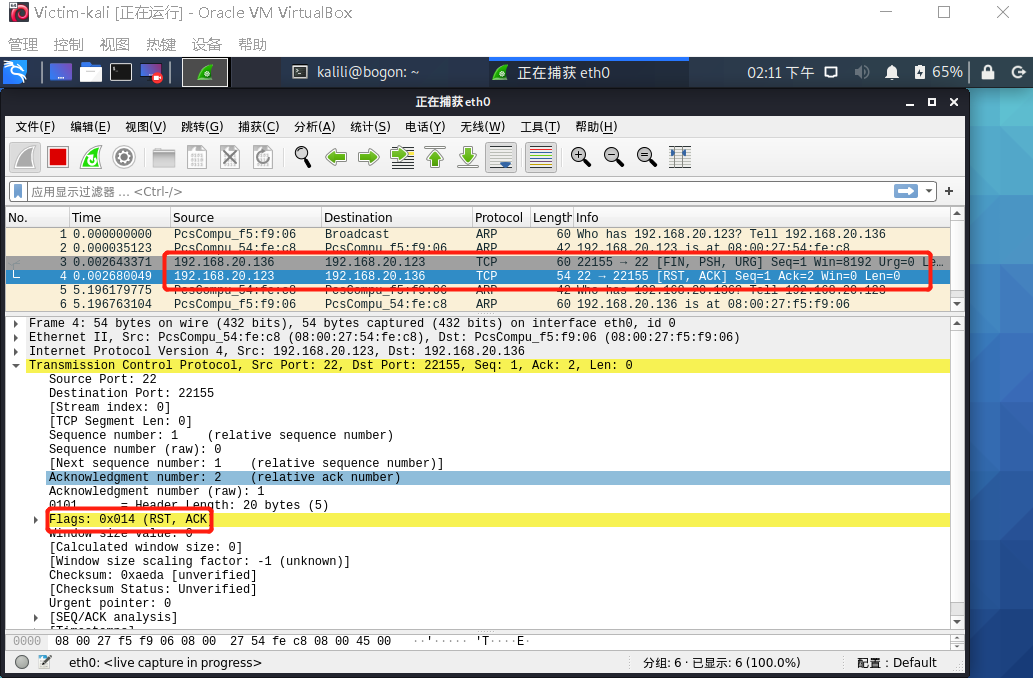 Victim-kali [正在运行] - Oracle VM VirtualBox
管理 控制 视图 热键 设备 帮助
kalili@bogon: ~ 正在捕获 eth0 02:11 下午 65%
正在捕获 eth0
文件(F) 编辑(E) 视图(V) 跳转(G) 捕获(C) 分析(A) 统计(S) 电话(Y) 无线(W) 工具(T) 帮助(H)
应用显示过滤器 … <Ctrl-/>
No. Time Source Destination Protocol Length Info
1 0.000000000 PcsCompu_f5:f9:06 Broadcast ARP 60 Who has 192.168.20.123? Tell 192.168.20.136
2 0.000035123 PcsCompu_54:fe:c8 PcsCompu_f5:f9:06 ARP 42 192.168.20.123 is at 08:00:27:54:fe:c8
3 0.002643371 192.168.20.136 192.168.20.123 TCP 60 22155 → 22 [FIN, PSH, URG] Seq=1 Win=8192 Urg=0 Le…
4 0.002680049 192.168.20.123 192.168.20.136 TCP 54 22 → 22155 [RST, ACK] Seq=1 Ack=2 Win=0 Len=0
5 5.196179775 PcsCompu_54:fe:c8 PcsCompu_f5:f9:06 ARP 42 Who has 192.168.20.136? Tell 192.168.20.123
6 5.196763104 PcsCompu_f5:f9:06 PcsCompu_54:fe:c8 ARP 60 192.168.20.136 is at 08:00:27:f5:f9:06
Frame 4: 54 bytes on wire (432 bits), 54 bytes captured (432 bits) on interface eth0, id 0
Ethernet II, Src: PcsCompu_54:fe:c8 (08:00:27:54:fe:c8), Dst: PcsCompu_f5:f9:06 (08:00:27:f5:f9:06)
Internet Protocol Version 4, Src: 192.168.20.123, Dst: 192.168.20.136
Transmission Control Protocol, Src Port: 22, Dst Port: 22155, Seq: 1, Ack: 2, Len: 0
Source Port: 22
Destination Port: 22155
[Stream index: 0]
[TCP Segment Len: 0]
Sequence number: 1 (relative sequence number)
Sequence number (raw): 0
[Next sequence number: 1 (relative sequence number)]
Acknowledgment number: 2 (relative ack number)
Acknowledgment number (raw): 1
0101 .... = Header Length: 20 bytes (5)
Flags: 0x014 (RST, ACK
Window size value: 0
[Calculated window size: 0]
[Window size scaling factor: -1 (unknown)]
Checksum: 0xaeda [unverified]
[Checksum Status: Unverified]
Urgent pointer: 0
[SEQ/ACK analysis]
[Timestamps]
0000 08 00 27 f5 f9 06 08 00 27 54 fe c8 08 00 45 00 ··'····· 'T····E·
eth0: <live capture in progress> 分组: 6 · 已显示: 6 (100.0%) 配置：Default